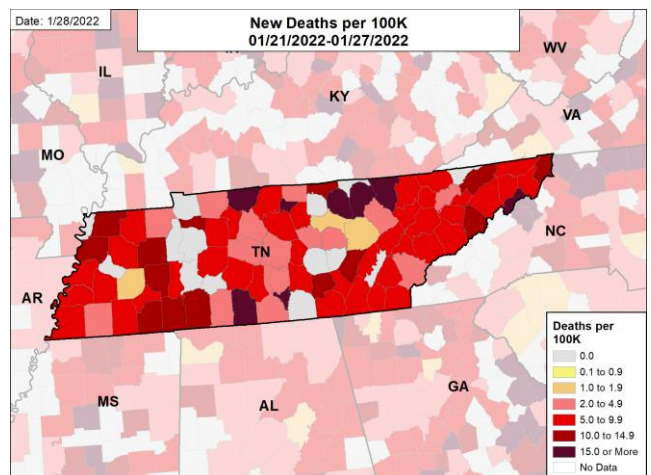 Date: 1/28/2022
New Deaths per 100K
01/21/2022-01/27/2022
WV
IL
KY
VA
MO
TN
NC
AR
MS
AL
GA
Deaths per
100K
0.0
0.1 to 0.9
1.0 to 1.9
2.0 to 4.9
5.0 to 9.9
10.0 to 14.9
15.0 or More
No Data